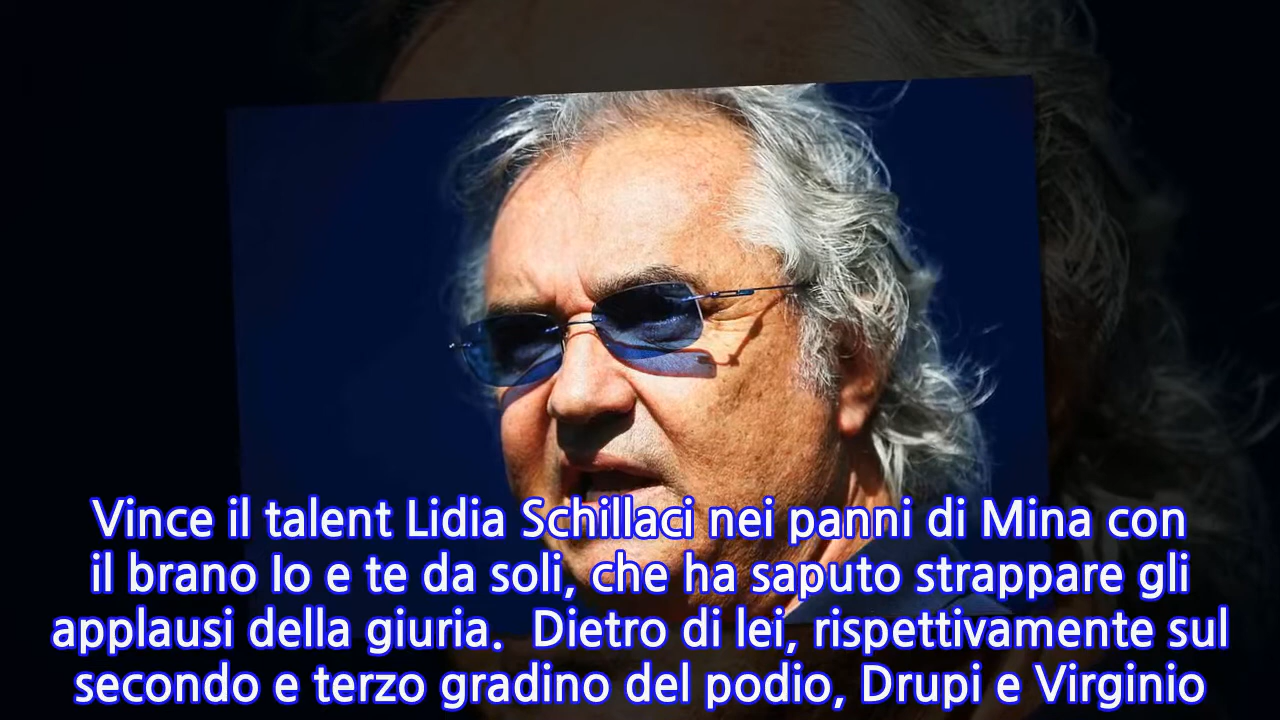 Vince il talent Lidia Schillaci nei panni di Mina con
il brano Io e te da soli, che ha saputo strappare gli
applausi della giuria.  Dietro di lei, rispettivamente sul
secondo e terzo gradino del podio, Drupi e Virginio